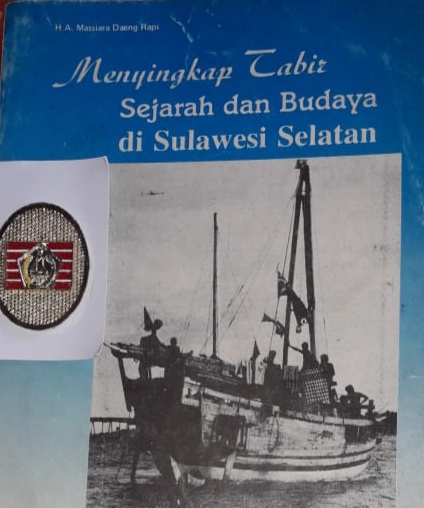 H.A. Massiara Daeng Rapi
Menyingkap Tabir
Sejarah dan Budaya
di Sulawesi Selatan